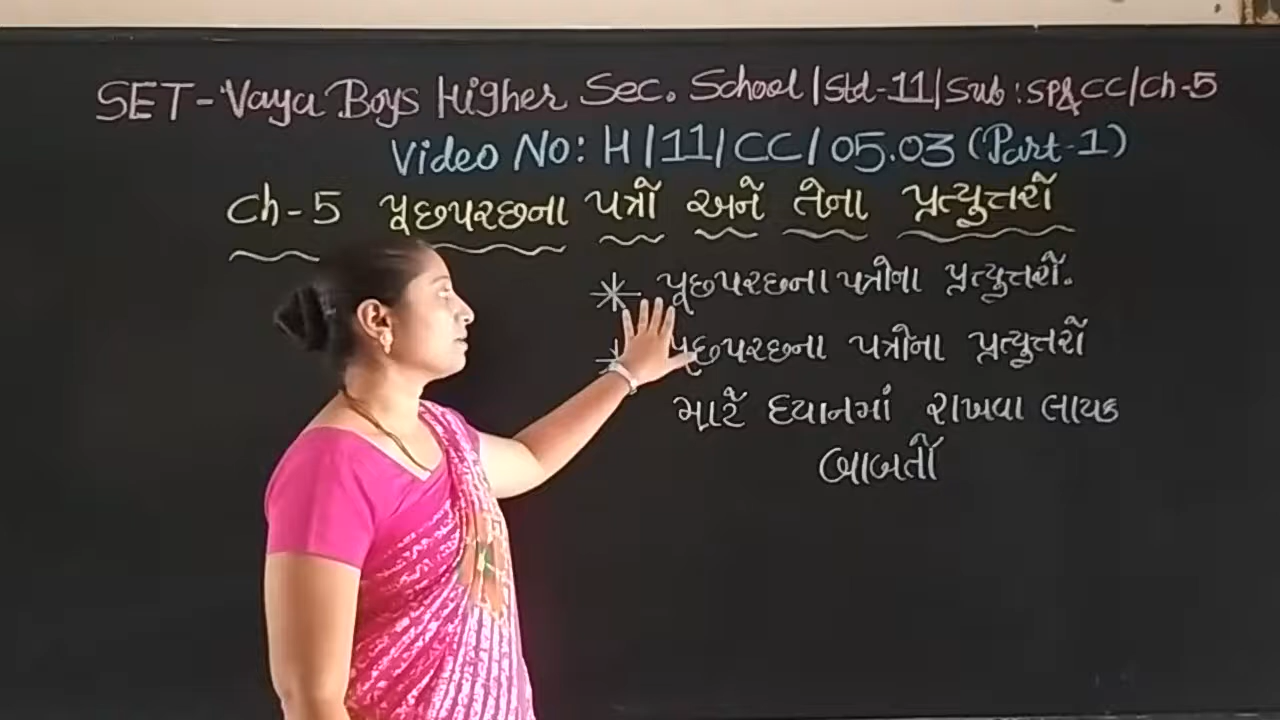 SET-Vaya Boys Higher Sec. School/Std-11/Sub:SP&CC/Ch-5
Video No: H/11/CC/05.03 (Part-1)
Ch-5 પૂછપરછના પત્રો અને તેના પ્રત્યુત્તરો
* પૂછપરછના પત્રોના પ્રત્યુત્તરો.
પૂછપરછના પત્રોના પ્રત્યુત્તરો
માટે ધ્યાનમાં રાખવા લાયક
બાબતો